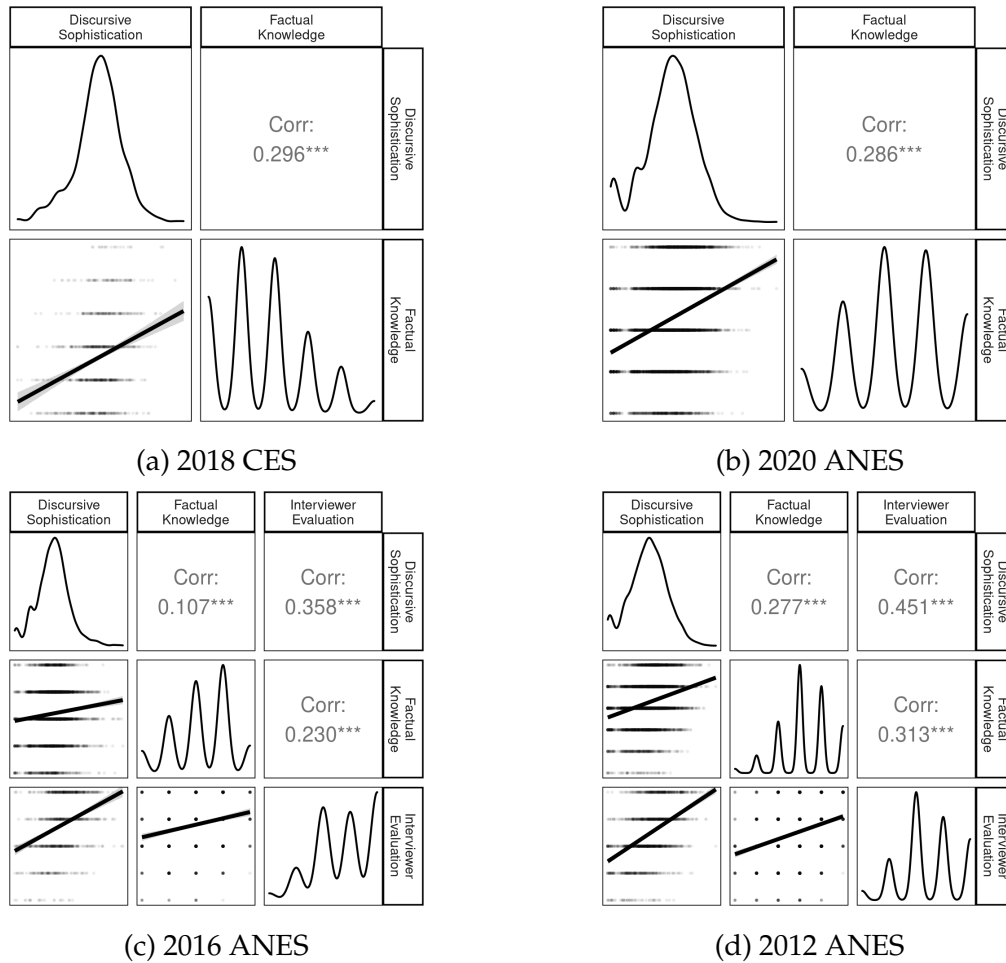 Discursive
Sophistication
Factual
Knowledge
Corr:
0.296***
Discursive
Sophistication
Factual
Knowledge
(a) 2018 CES
Discursive
Sophistication
Factual
Knowledge
Corr:
0.286***
Discursive
Sophistication
Factual
Knowledge
(b) 2020 ANES
Discursive
Sophistication
Factual
Knowledge
Interviewer
Evaluation
Corr:
0.107***
Corr:
0.358***
Discursive
Sophistication
Corr:
0.230***
Factual
Knowledge
Interviewer
Evaluation
(c) 2016 ANES
Discursive
Sophistication
Factual
Knowledge
Interviewer
Evaluation
Corr:
0.277***
Corr:
0.451***
Discursive
Sophistication
Corr:
0.313***
Factual
Knowledge
Interviewer
Evaluation
(d) 2012 ANES